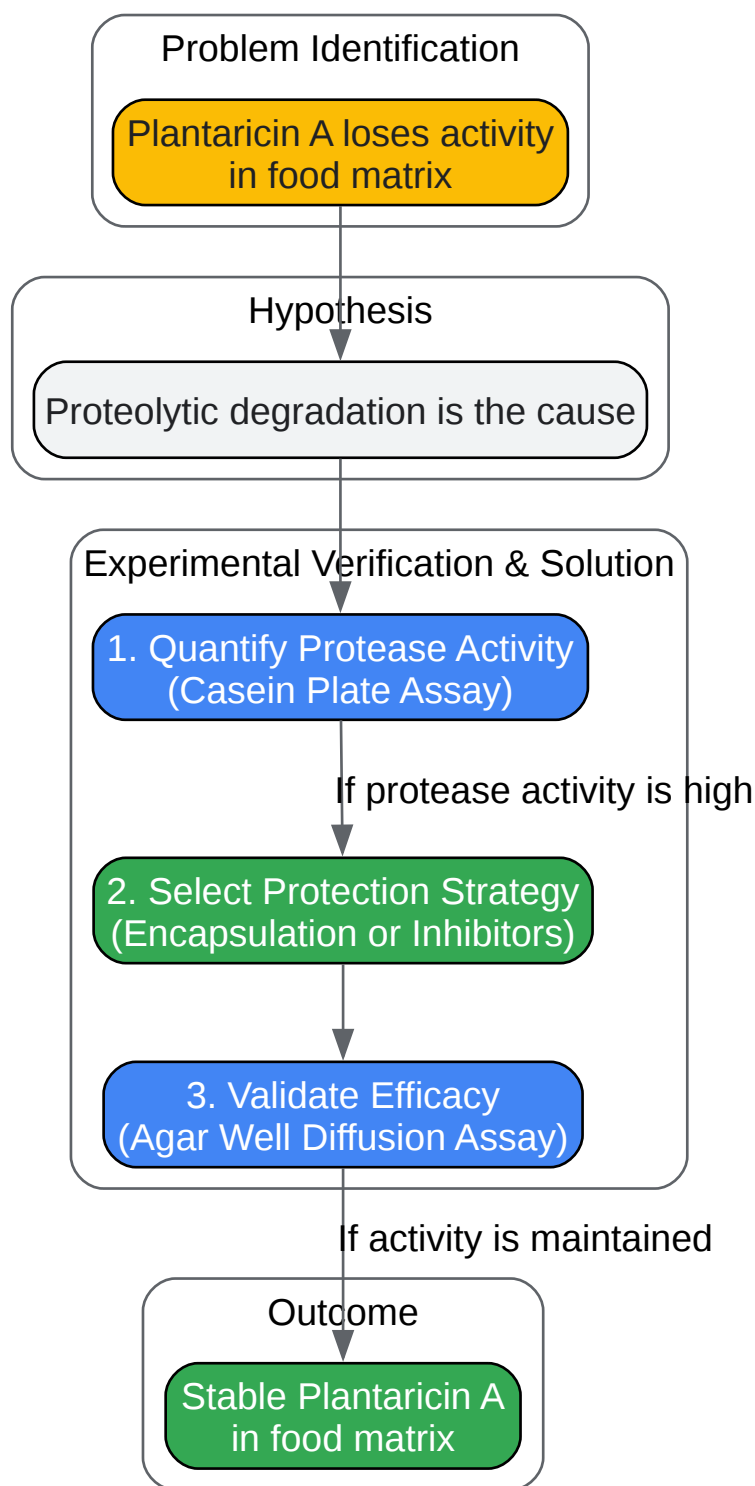 Problem Identification
Plantaricin A loses activity
in food matrix
Hypothesis
Proteolytic degradation is the cause
Experimental Verification & Solution
1. Quantify Protease Activity
(Casein Plate Assay)
If protease activity is high
2. Select Protection Strategy
(Encapsulation or Inhibitors)
3. Validate Efficacy
(Agar Well Diffusion Assay)
If activity is maintained
Outcome
Stable Plantaricin A
in food matrix